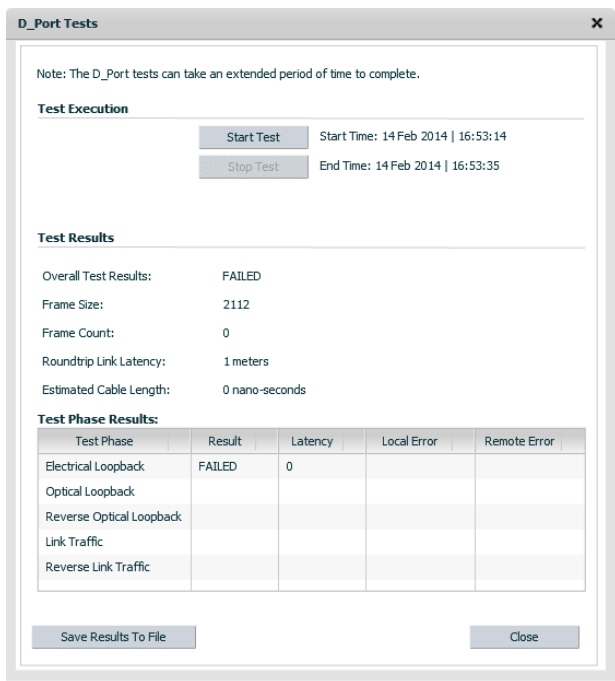 D_Port Tests
Note: The D_Port tests can take an extended period of time to complete.
Test Execution
Start Test Start Time: 14 Feb 2014 | 16:53:14
Stop Test End Time: 14 Feb 2014 | 16:53:35
Test Results
Overall Test Results: FAILED
Frame Size: 2112
Frame Count: 0
Roundtrip Link Latency: 1 meters
Estimated Cable Length: 0 nano-seconds
Test Phase Results:
Test Phase Result Latency Local Error Remote Error
Electrical Loopback FAILED 0
Optical Loopback
Reverse Optical Loopback
Link Traffic
Reverse Link Traffic
Save Results To File Close